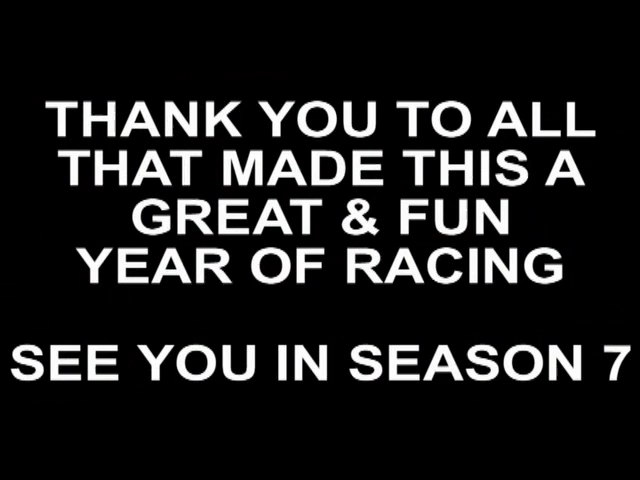 THANK YOU TO ALL
THAT MADE THIS A
GREAT & FUN
YEAR OF RACING
SEE YOU IN SEASON 7